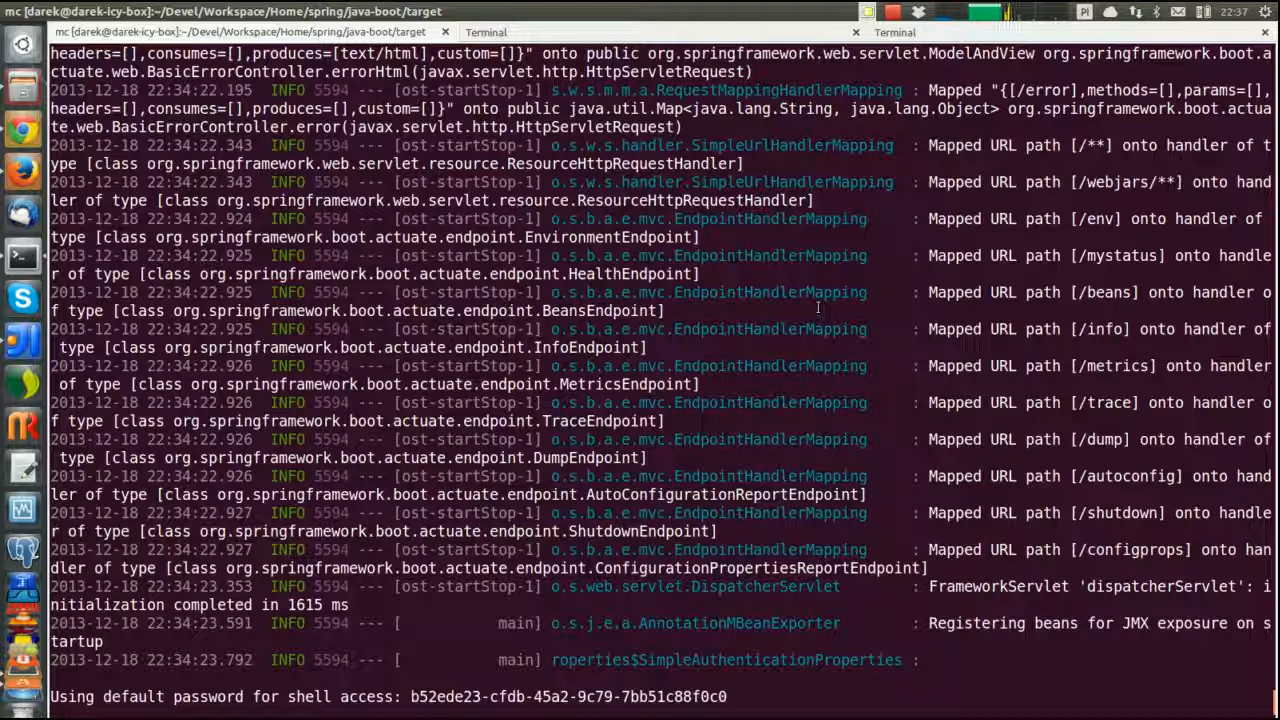 mc [darek@darek-icy-box]:~/Devel/Workspace/Home/spring/java-boot/target
Pl
22:37
mc [darek@darek-icy-box]:~/Devel/Workspace/Home/spring/java-boot/target × Terminal × Terminal ×
headers=[],consumes=[],produces=[text/html],custom=[]}" onto public org.springframework.web.servlet.ModelAndView org.springframework.boot.a
ctuate.web.BasicErrorController.errorHtml(javax.servlet.http.HttpServletRequest)
2013-12-18 22:34:22.195  INFO 5594 --- [ost-startStop-1] s.w.s.m.m.a.RequestMappingHandlerMapping : Mapped "{[/error],methods=[],params=[],
headers=[],consumes=[],produces=[],custom=[]}" onto public java.util.Map<java.lang.String, java.lang.Object> org.springframework.boot.actua
te.web.BasicErrorController.error(javax.servlet.http.HttpServletRequest)
2013-12-18 22:34:22.343  INFO 5594 --- [ost-startStop-1] o.s.w.s.handler.SimpleUrlHandlerMapping  : Mapped URL path [/**] onto handler of t
ype [class org.springframework.web.servlet.resource.ResourceHttpRequestHandler]
2013-12-18 22:34:22.343  INFO 5594 --- [ost-startStop-1] o.s.w.s.handler.SimpleUrlHandlerMapping  : Mapped URL path [/webjars/**] onto hand
ler of type [class org.springframework.web.servlet.resource.ResourceHttpRequestHandler]
2013-12-18 22:34:22.924  INFO 5594 --- [ost-startStop-1] o.s.b.a.e.mvc.EndpointHandlerMapping     : Mapped URL path [/env] onto handler of
type [class org.springframework.boot.actuate.endpoint.EnvironmentEndpoint]
2013-12-18 22:34:22.925  INFO 5594 --- [ost-startStop-1] o.s.b.a.e.mvc.EndpointHandlerMapping     : Mapped URL path [/mystatus] onto handle
r of type [class org.springframework.boot.actuate.endpoint.HealthEndpoint]
2013-12-18 22:34:22.925  INFO 5594 --- [ost-startStop-1] o.s.b.a.e.mvc.EndpointHandlerMapping     : Mapped URL path [/beans] onto handler o
f type [class org.springframework.boot.actuate.endpoint.BeansEndpoint]
2013-12-18 22:34:22.925  INFO 5594 --- [ost-startStop-1] o.s.b.a.e.mvc.EndpointHandlerMapping     : Mapped URL path [/info] onto handler of
 type [class org.springframework.boot.actuate.endpoint.InfoEndpoint]
2013-12-18 22:34:22.926  INFO 5594 --- [ost-startStop-1] o.s.b.a.e.mvc.EndpointHandlerMapping     : Mapped URL path [/metrics] onto handler
 of type [class org.springframework.boot.actuate.endpoint.MetricsEndpoint]
2013-12-18 22:34:22.926  INFO 5594 --- [ost-startStop-1] o.s.b.a.e.mvc.EndpointHandlerMapping     : Mapped URL path [/trace] onto handler o
f type [class org.springframework.boot.actuate.endpoint.TraceEndpoint]
2013-12-18 22:34:22.926  INFO 5594 --- [ost-startStop-1] o.s.b.a.e.mvc.EndpointHandlerMapping     : Mapped URL path [/dump] onto handler of
 type [class org.springframework.boot.actuate.endpoint.DumpEndpoint]
2013-12-18 22:34:22.926  INFO 5594 --- [ost-startStop-1] o.s.b.a.e.mvc.EndpointHandlerMapping     : Mapped URL path [/autoconfig] onto hand
ler of type [class org.springframework.boot.actuate.endpoint.AutoConfigurationReportEndpoint]
2013-12-18 22:34:22.927  INFO 5594 --- [ost-startStop-1] o.s.b.a.e.mvc.EndpointHandlerMapping     : Mapped URL path [/shutdown] onto handle
r of type [class org.springframework.boot.actuate.endpoint.ShutdownEndpoint]
2013-12-18 22:34:22.927  INFO 5594 --- [ost-startStop-1] o.s.b.a.e.mvc.EndpointHandlerMapping     : Mapped URL path [/configprops] onto han
dler of type [class org.springframework.boot.actuate.endpoint.ConfigurationPropertiesReportEndpoint]
2013-12-18 22:34:23.353  INFO 5594 --- [ost-startStop-1] o.s.web.servlet.DispatcherServlet        : FrameworkServlet 'dispatcherServlet': i
nitialization completed in 1615 ms
2013-12-18 22:34:23.591  INFO 5594 --- [           main] o.s.j.e.a.AnnotationMBeanExporter        : Registering beans for JMX exposure on s
tartup
2013-12-18 22:34:23.792  INFO 5594 --- [           main] roperties$SimpleAuthenticationProperties :
Using default password for shell access: b52ede23-cfdb-45a2-9c79-7bb51c88f0c0